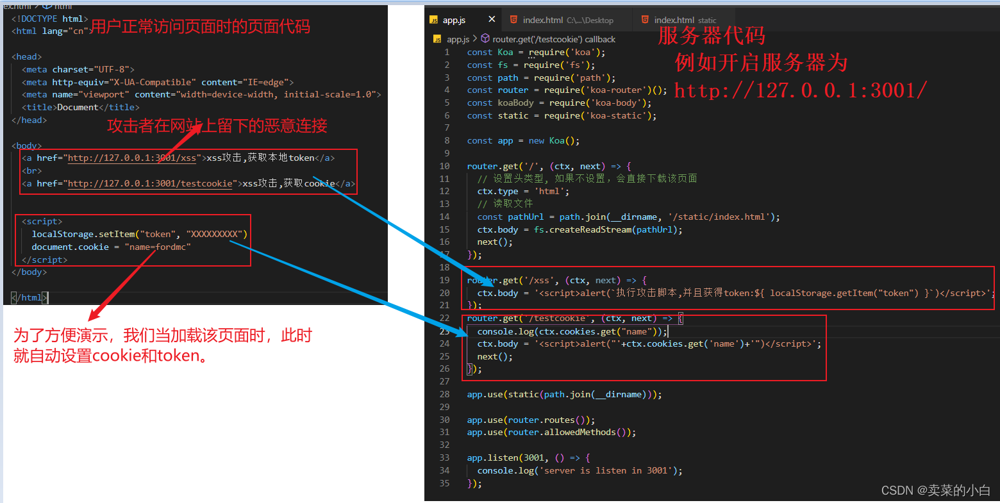 <!DOCTYPE html>
<html lang="cn">
用户正常访问页面时的页面代码
<head>
<meta charset="UTF-8">
<meta http-equiv="X-UA-Compatible" content="IE=edge">
<meta name="viewport" content="width=device-width, initial-scale=1.0">
<title>Document</title>
</head>
攻击者在网站上留下的恶意连接
<body>
<a href="http://127.0.0.1:3001/xss">xss攻击,获取本地token</a>
<br>
<a href="http://127.0.0.1:3001/testcookie">xss攻击,获取cookie</a>
<script>
localStorage.setItem("token", "XXXXXXXXX")
document.cookie = "name=fordmc"
</script>
</body>
</html>
为了方便演示，我们当加载该页面时，此时
就自动设置cookie和token。
app.js
index.html C:\...\Desktop
index.html static
app.js > router.get('/testcookie') callback
服务器代码
例如开启服务器为
http://127.0.0.1:3001/
1 const Koa = require('koa');
2 const fs = require('fs');
3 const path = require('path');
4 const router = require('koa-router')();
5 const koaBody = require('koa-body');
6 const static = require('koa-static');
7
8 const app = new Koa();
9
10 router.get('/', (ctx, next) => {
11 // 设置头类型, 如果不设置，会直接下载该页面
12 ctx.type = 'html';
13 // 读取文件
14 const pathUrl = path.join(__dirname, '/static/index.html');
15 ctx.body = fs.createReadStream(pathUrl);
16 next();
17 });
18
19 router.get('/xss', (ctx, next) => {
20 ctx.body = '<script>alert(`执行攻击脚本,并且获得token:${ localStorage.getItem("token") }`)</script>';
21 });
22 router.get('/testcookie', (ctx, next) => {
23 console.log(ctx.cookies.get("name"));
24 ctx.body = '<script>alert("'+ctx.cookies.get('name')+'")</script>';
25 next();
26 });
27
28 app.use(static(path.join(__dirname)));
29
30 app.use(router.routes());
31 app.use(router.allowedMethods());
32
33 app.listen(3001, () => {
34 console.log('server is listen in 3001');
35 });
CSDN @卖菜的小白